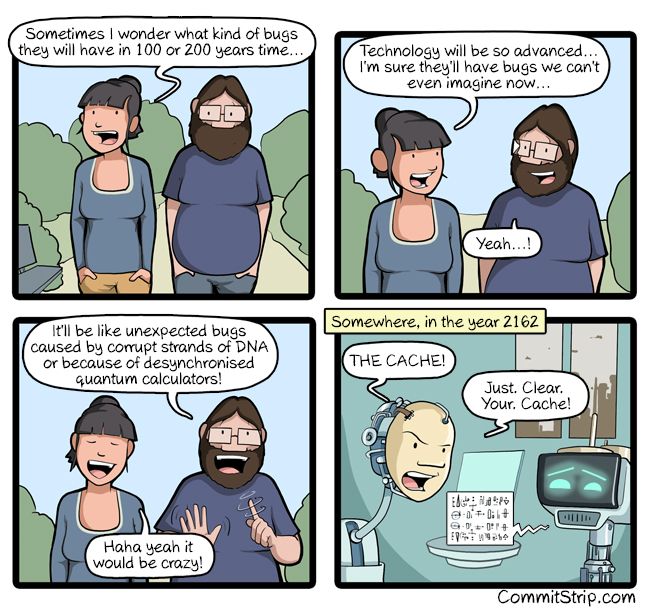 Sometimes I wonder what kind of bugs
they will have in 100 or 200 years time...
Technology will be so advanced...
I'm sure they'll have bugs we can't
even imagine now...
Yeah...!
It'll be like unexpected bugs
caused by corrupt strands of DNA
or because of desynchronised
quantum calculators!
Haha yeah it
would be crazy!
Somewhere, in the year 2162
THE CACHE!
Just. Clear.
Your. Cache!
CommitStrip.com